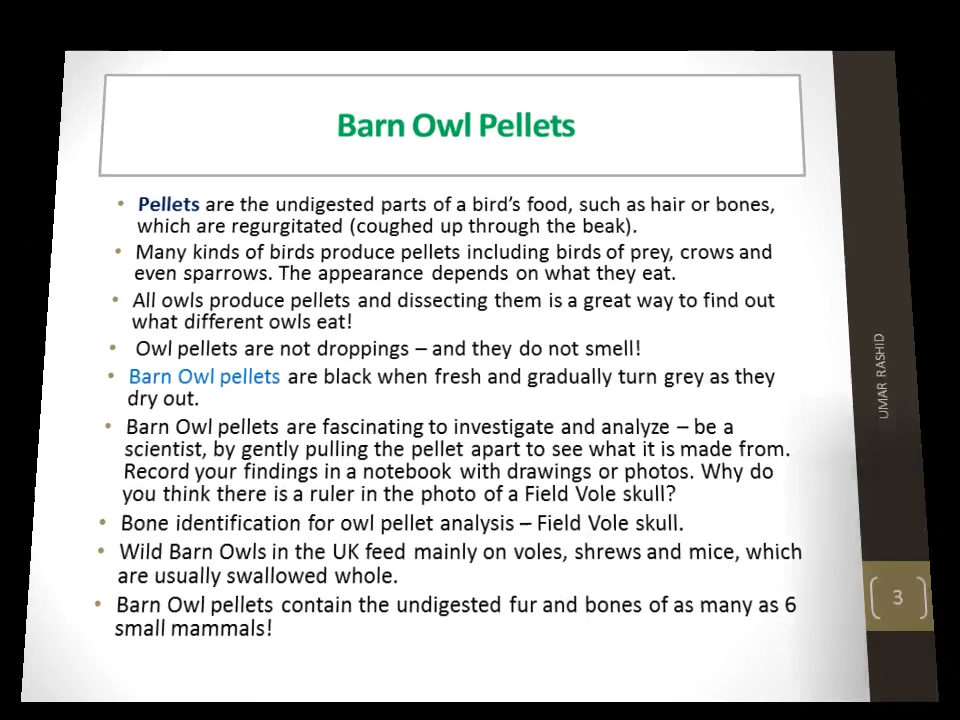 Barn Owl Pellets
• Pellets are the undigested parts of a bird's food, such as hair or bones,
which are regurgitated (coughed up through the beak).
• Many kinds of birds produce pellets including birds of prey, crows and
even sparrows. The appearance depends on what they eat.
• All owls produce pellets and dissecting them is a great way to find out
what different owls eat!
• Owl pellets are not droppings – and they do not smell!
• Barn Owl pellets are black when fresh and gradually turn grey as they
dry out.
• Barn Owl pellets are fascinating to investigate and analyze – be a
scientist, by gently pulling the pellet apart to see what it is made from.
Record your findings in a notebook with drawings or photos. Why do
you think there is a ruler in the photo of a Field Vole skull?
• Bone identification for owl pellet analysis – Field Vole skull.
• Wild Barn Owls in the UK feed mainly on voles, shrews and mice, which
are usually swallowed whole.
• Barn Owl pellets contain the undigested fur and bones of as many as 6
small mammals!
UMAR RASHID
3